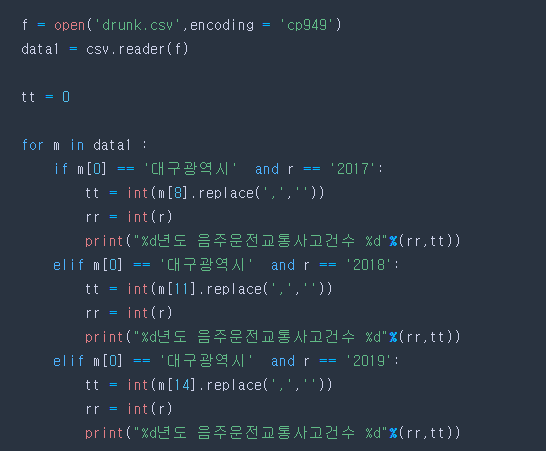 f = open('drunk.csv',encoding = 'cp949')
data1 = csv.reader(f)

tt = 0

for m in data1 :
    if m[0] == '대구광역시'  and r == '2017':
        tt = int(m[8].replace(',',''))
        rr = int(r)
        print("%d년도 음주운전교통사고건수 %d"%(rr,tt))
    elif m[0] == '대구광역시'  and r == '2018':
        tt = int(m[11].replace(',',''))
        rr = int(r)
        print("%d년도 음주운전교통사고건수 %d"%(rr,tt))
    elif m[0] == '대구광역시'  and r == '2019':
        tt = int(m[14].replace(',',''))
        rr = int(r)
        print("%d년도 음주운전교통사고건수 %d"%(rr,tt))